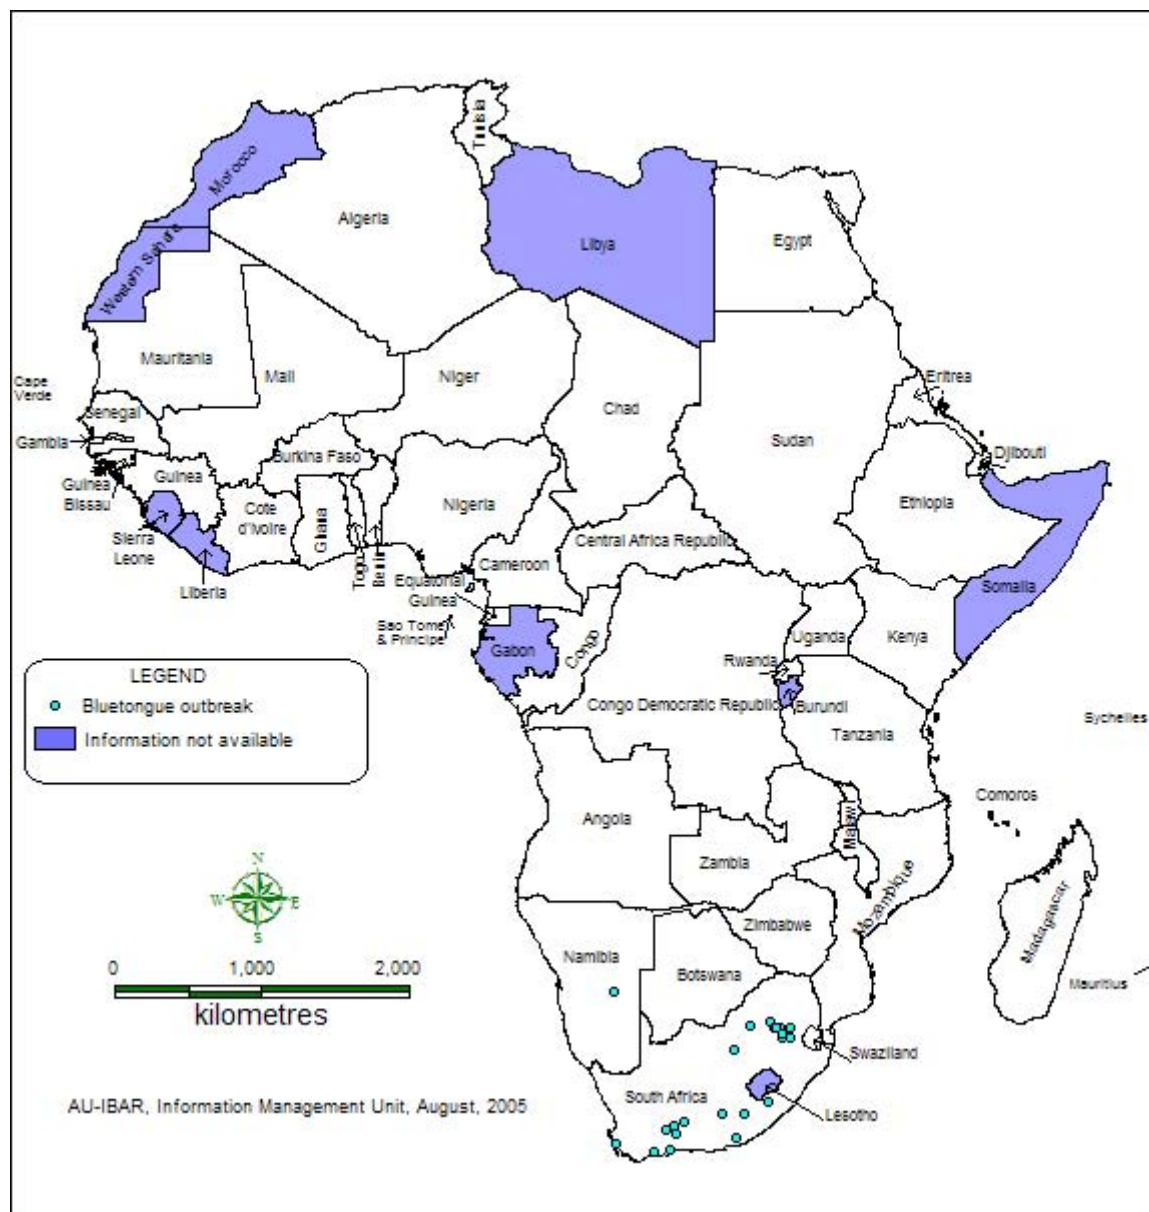 Tunisia
Morocco
Algeria
Libya
Egypt
Western Sahara
Mauritania
Mali
Niger
Chad
Sudan
Eritrea
Cape
Verde
Senegal
Gambia
Guinea
Bissau
Guinea
Burkina Faso
Nigeria
Djibouti
Ethiopia
Sierra
Leone
Liberia
Cote
d'Ivoire
Ghana
Togo
Benin
Cameroon
Central Africa Republic
Somalia
Equatorial
Guinea
Sao Tome
& Principe
Gabon
Congo
Uganda
Kenya
Rwanda
Burundi
Congo Democratic Republic
Tanzania
Sychelles
LEGEND
Bluetongue outbreak
Information not available
Comoros
Angola
Zambia
Malawi
Mozambique
Madagascar
Mauritius
Zimbabwe
Namibia
Botswana
N
W E
S
0 1,000 2,000
kilometres
Swaziland
South Africa
Lesotho
AU-IBAR, Information Management Unit, August, 2005